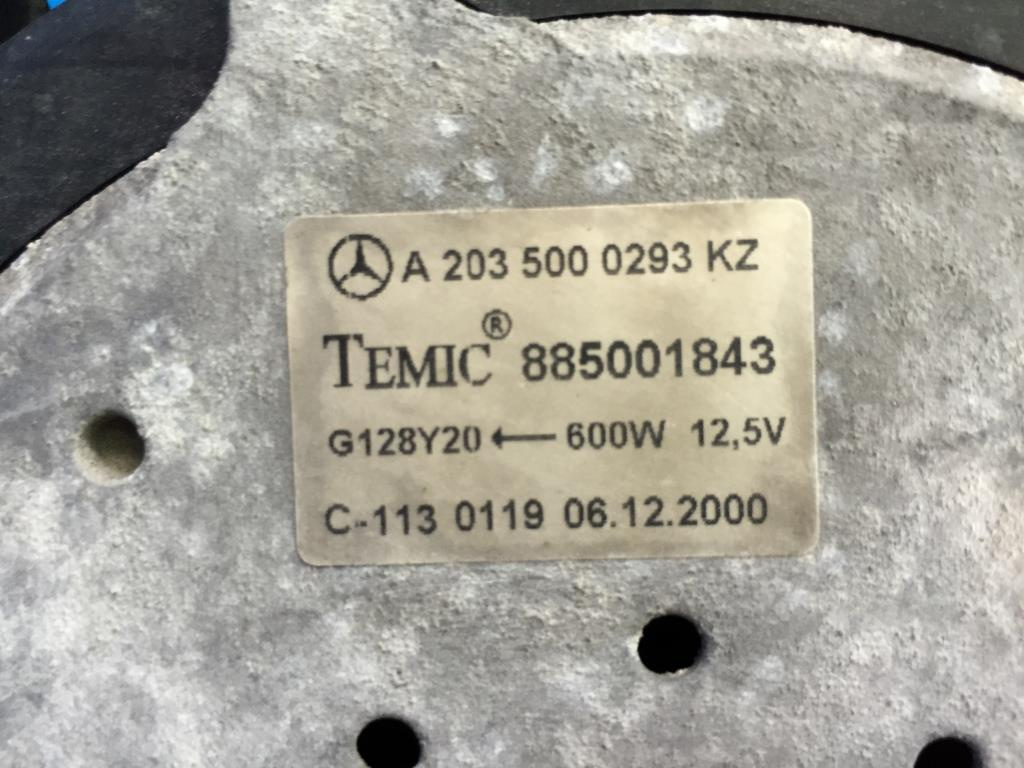 A 203 500 0293 KZ
TEMIC® 885001843
G128Y20 ← 600W 12,5V
C-113 0119 06.12.2000